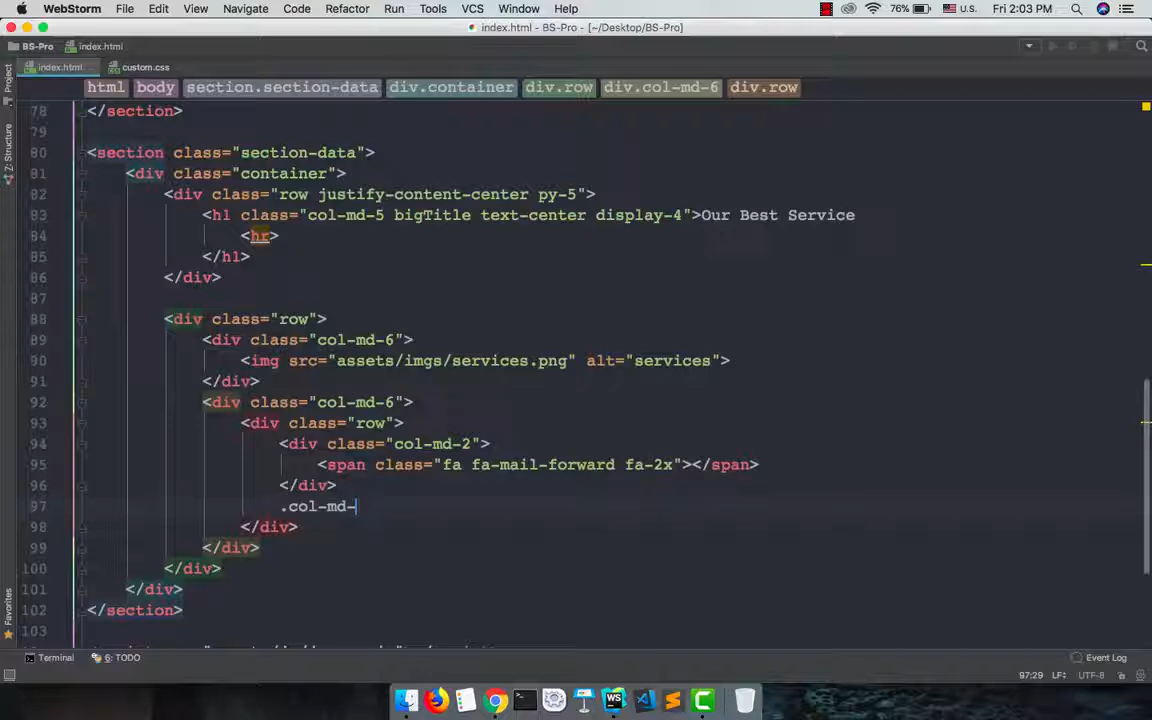 WebStorm File Edit View Navigate Code Refactor Run Tools VCS Window Help 76% U.S. Fri 2:03 PM
index.html - BS-Pro [~/Desktop/BS-Pro]
BS-Pro index.html
index.html custom.css
Project
Z: Structure
Favorites
html body section.section-data div.container div.row div.col-md-6 div.row
78 </section>
79
80 <section class="section-data">
81 <div class="container">
82 <div class="row justify-content-center py-5">
83 <h1 class="col-md-5 bigTitle text-center display-4">Our Best Service
84 <hr>
85 </h1>
86 </div>
87
88 <div class="row">
89 <div class="col-md-6">
90 <img src="assets/imgs/services.png" alt="services">
91 </div>
92 <div class="col-md-6">
93 <div class="row">
94 <div class="col-md-2">
95 <span class="fa fa-mail-forward fa-2x"></span>
96 </div>
97 .col-md-
98 </div>
99 </div>
100 </div>
101 </div>
102 </section>
103
Terminal 6: TODO Event Log
97:29 LF÷ UTF-8
WS